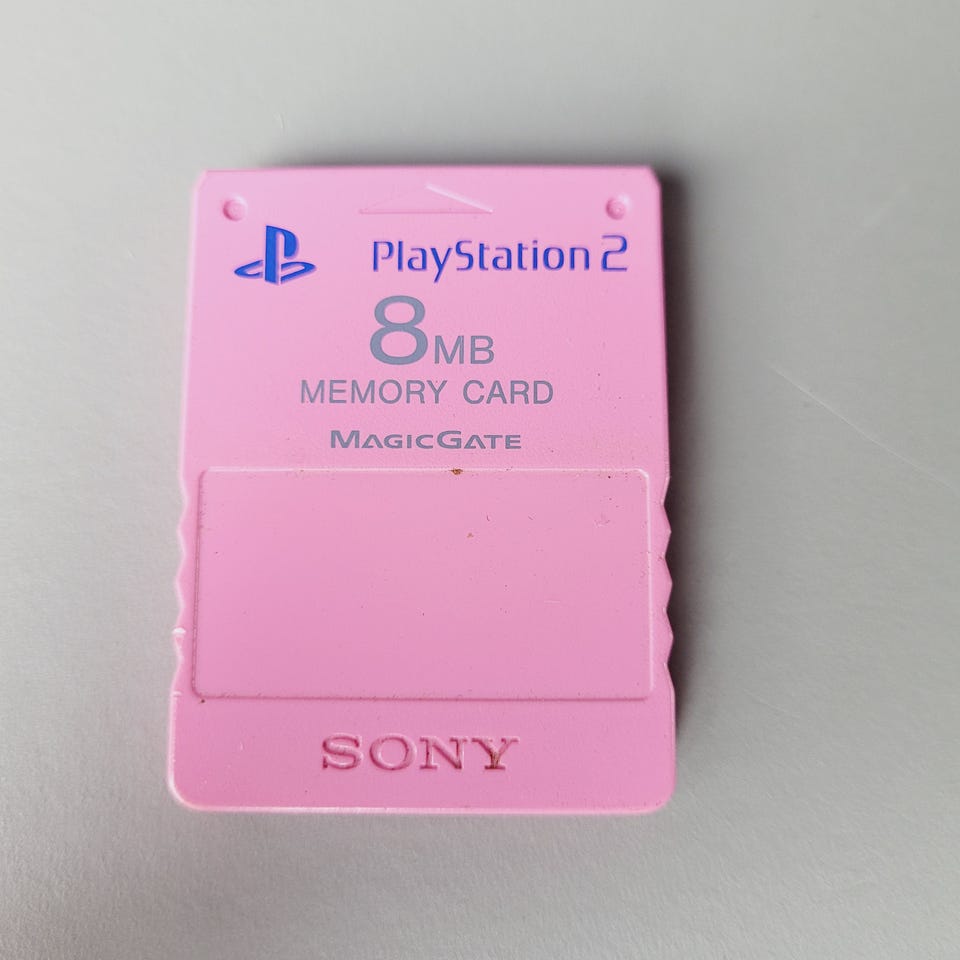 PlayStation 2
8MB
MEMORY CARD
MAGICGATE
SONY